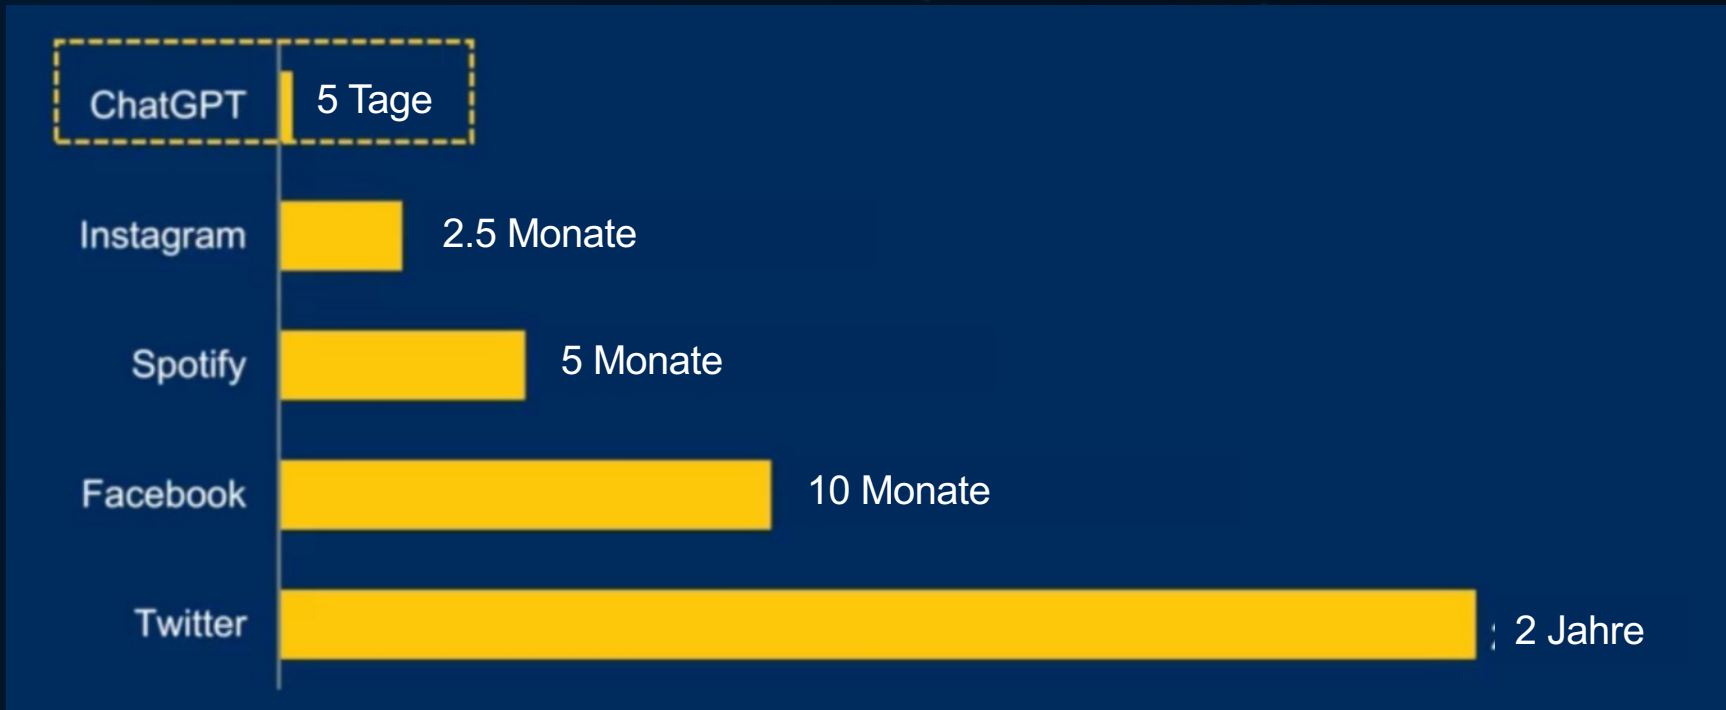 ChatGPT 5 Tage
Instagram 2.5 Monate
Spotify 5 Monate
Facebook 10 Monate
Twitter 2 Jahre